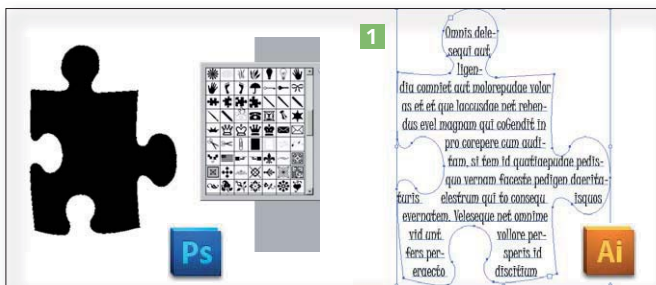 1
Omnis dele-
sequi aut
ligen-
dia comniet aut molorepudae volor
as et et que laccusdae net rehen-
dus evel magnam qui coGendit in
pro corepere cum audi-
tam, si tem id quatiaepudae pedis-
quo vernam faceste pedigen daerita-
turis elestrum qui to consequ isquos
evernatem. Veleseque net omnime
vid unt vollore per-
fers per- speris id
eraecto discitium
Ps
Ai